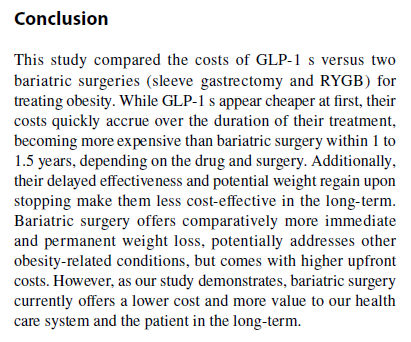 Conclusion
This study compared the costs of GLP-1 s versus two
bariatric surgeries (sleeve gastrectomy and RYGB) for
treating obesity. While GLP-1 s appear cheaper at first, their
costs quickly accrue over the duration of their treatment,
becoming more expensive than bariatric surgery within 1 to
1.5 years, depending on the drug and surgery. Additionally,
their delayed effectiveness and potential weight regain upon
stopping make them less cost-effective in the long-term.
Bariatric surgery offers comparatively more immediate
and permanent weight loss, potentially addresses other
obesity-related conditions, but comes with higher upfront
costs. However, as our study demonstrates, bariatric surgery
currently offers a lower cost and more value to our health
care system and the patient in the long-term.